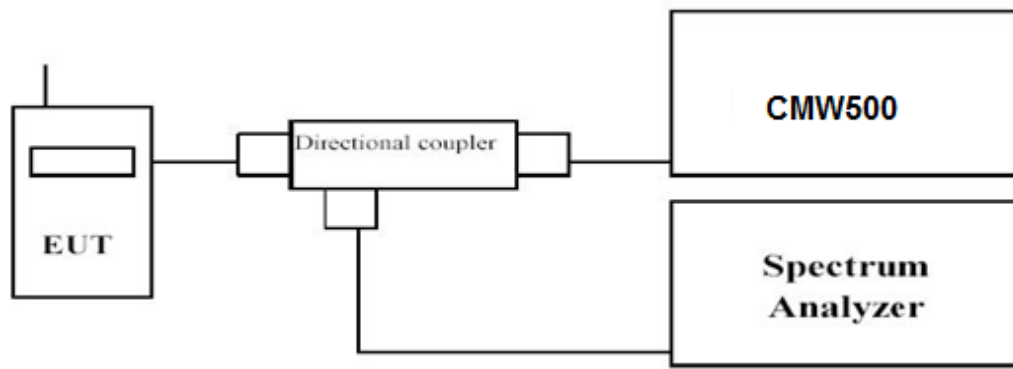 EUT
Directional coupler
CMW500
Spectrum
Analyzer